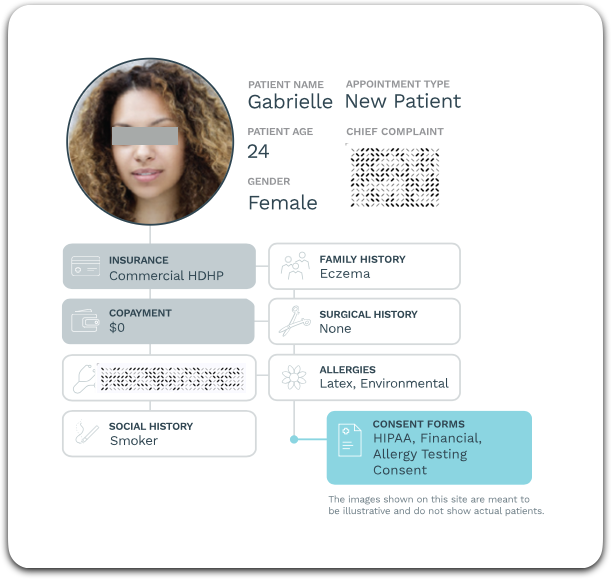 PATIENT NAME
Gabrielle
APPOINTMENT TYPE
New Patient
PATIENT AGE
24
CHIEF COMPLAINT
GENDER
Female
INSURANCE
Commercial HDHP
FAMILY HISTORY
Eczema
COPAYMENT
$0
SURGICAL HISTORY
None
ALLERGIES
Latex, Environmental
SOCIAL HISTORY
Smoker
CONSENT FORMS
HIPAA, Financial,
Allergy Testing
Consent
The images shown on this site are meant to
be illustrative and do not show actual patients.